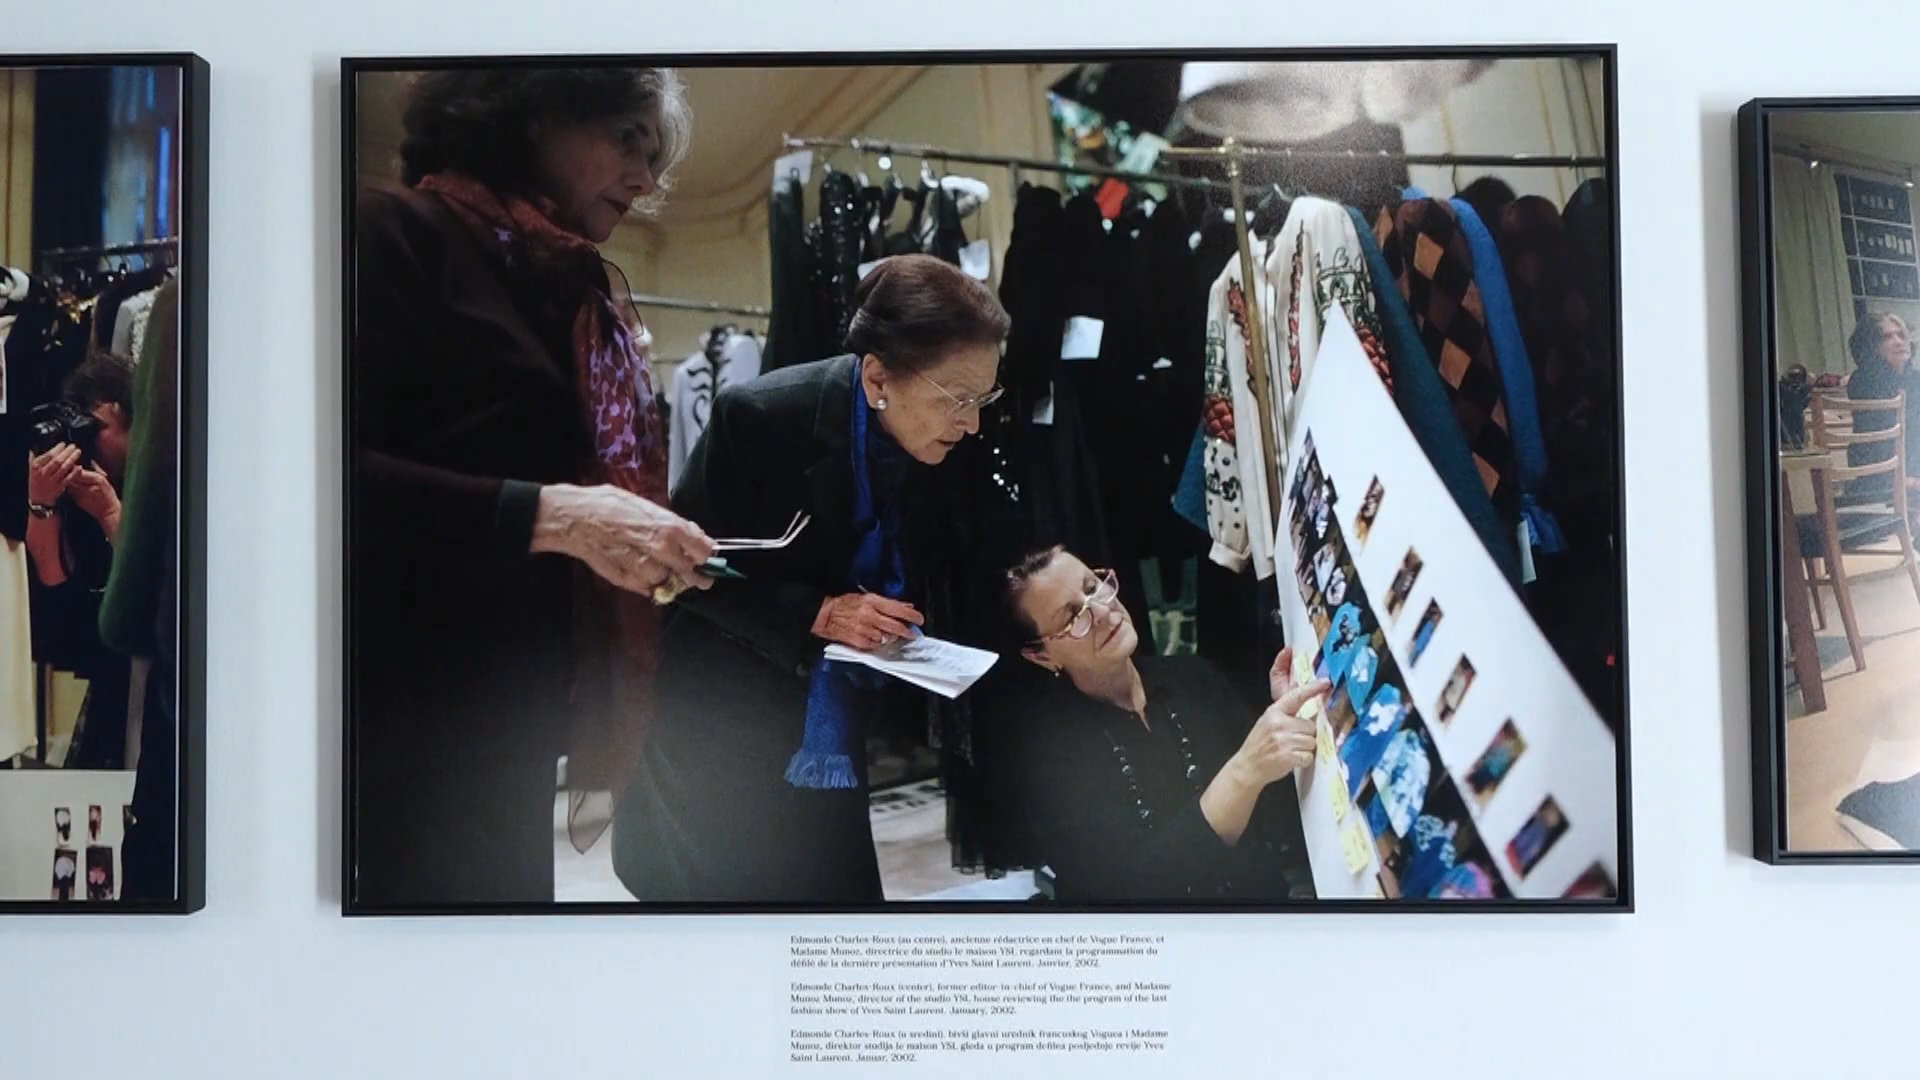 Edmonde Charles-Roux (au centre), ancienne rédactrice en chef de Vogue France, et
Madame Munoz, directrice du studio le maison YSL regardant la programmation du
défilé de la dernière présentation d'Yves Saint Laurent. Janvier, 2002.
Edmonde Charles-Roux (center), former editor-in-chief of Vogue France, and Madame
Munoz Munoz, director of the studio YSL house reviewing the the program of the last
fashion show of Yves Saint Laurent. January, 2002.
Edmonde Charles-Roux (u sredini), bivši glavni urednik francuskog Voguea i Madame
Munoz, direktor studija le maison YSL gleda u program defilea posljednje revije Yves
Saint Laurent. Januar, 2002.